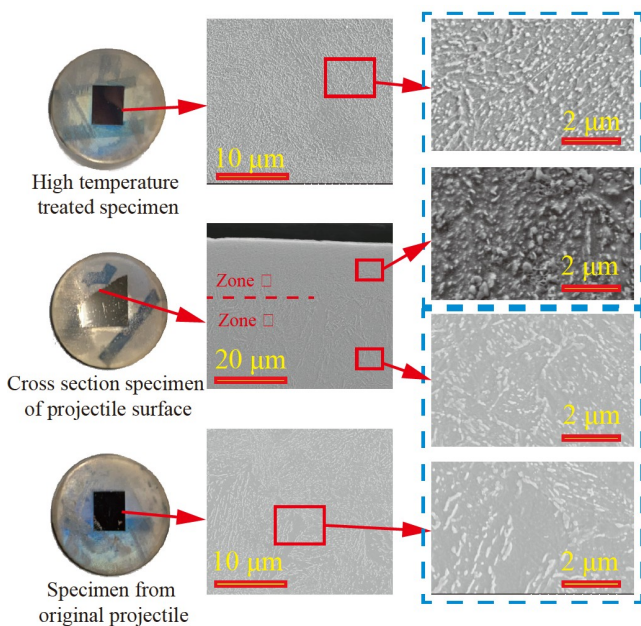 10 μm
2 μm
High temperature
treated specimen
2 μm
Zone
Zone
20 μm
2 μm
Cross section specimen
of projectile surface
10 μm
2 μm
Specimen from
original projectile